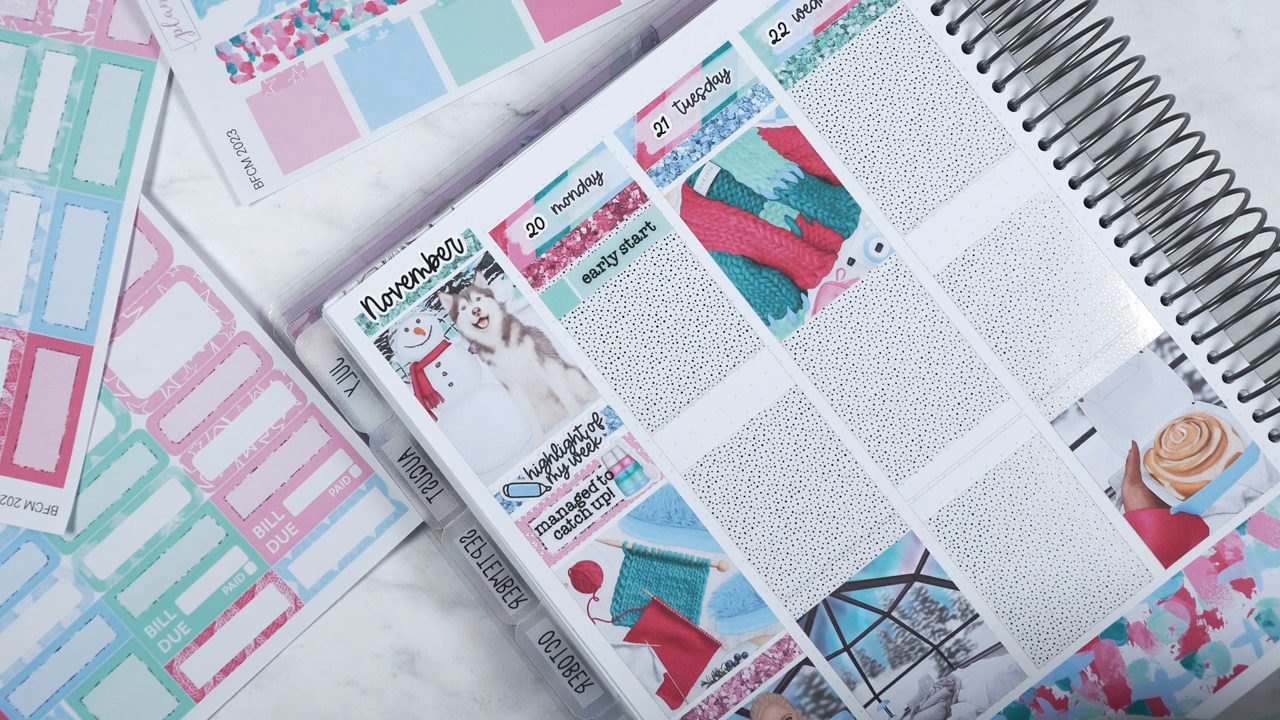 plan
BFCM 2023
22 wed
21 tuesday
20 monday
early start
November
highlight of
my week
managed to
catch up!
JULY
AUGUST
SEPTEMBER
OCTOBER
PAID
BILL
DUE
PAID
BILL
DUE
BFCM 202